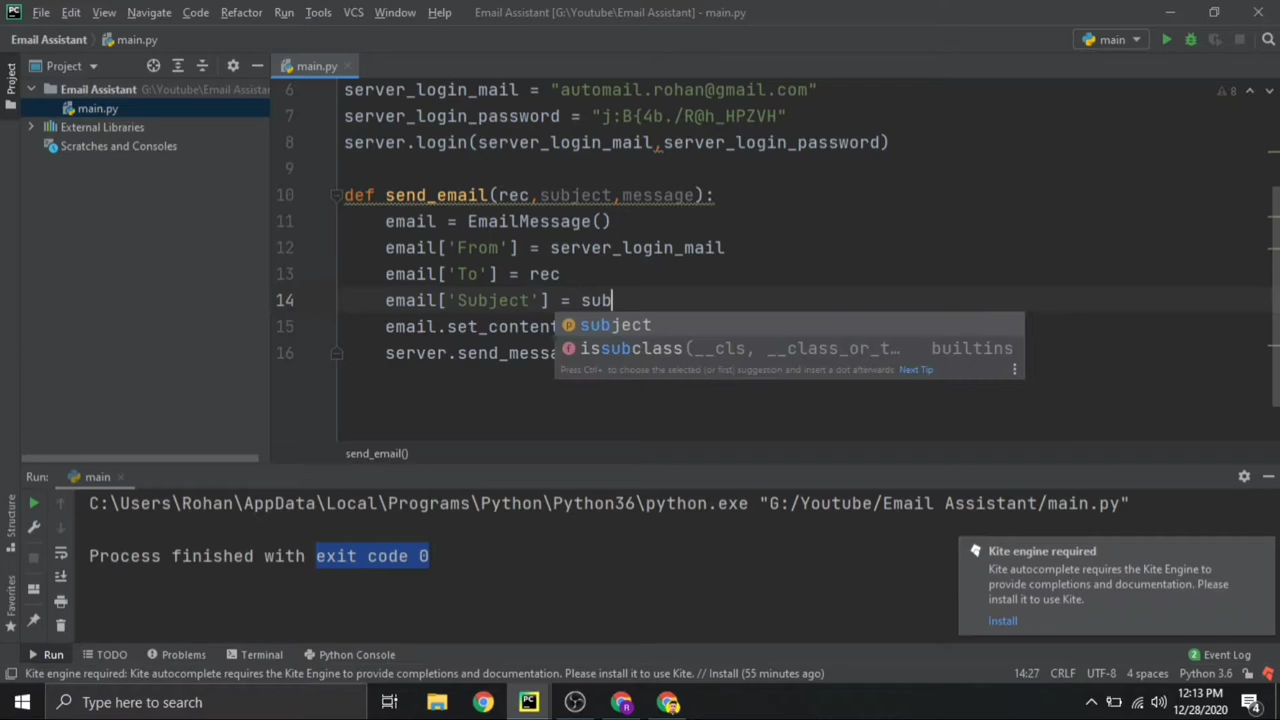 File Edit View Navigate Code Refactor Run Tools VCS Window Help Email Assistant [G:\Youtube\Email Assistant] - main.py
Email Assistant main.py main
Project Project main.py
Email Assistant G:\Youtube\Email Assistan
main.py
External Libraries
Scratches and Consoles
6 server_login_mail = "automail.rohan@gmail.com" 8
7 server_login_password = "j:B{4b./R@h_HPZVH"
8 server.login(server_login_mail,server_login_password)
9
10 def send_email(rec,subject,message):
11 email = EmailMessage()
12 email['From'] = server_login_mail
13 email['To'] = rec
14 email['Subject'] = sub
15 email.set_content
16 server.send_messa
subject
issubclass(__cls, __class_or_t… builtins
Press Ctrl+. to choose the selected (or first) suggestion and insert a dot afterwards Next Tip
send_email()
Run: main
C:\Users\Rohan\AppData\Local\Programs\Python\Python36\python.exe "G:/Youtube/Email Assistant/main.py"
Process finished with exit code 0
Structure
Favorites
Kite engine required
Kite autocomplete requires the Kite Engine to
provide completions and documentation. Please
install it to use Kite.
Install
Run TODO Problems Terminal Python Console 2 Event Log
Kite engine required: Kite autocomplete requires the Kite Engine to provide completions and documentation. Please install it to use Kite. // Install (55 minutes ago) 14:27 CRLF UTF-8 4 spaces Python 3.6
Type here to search
12:13 PM
12/28/2020
4